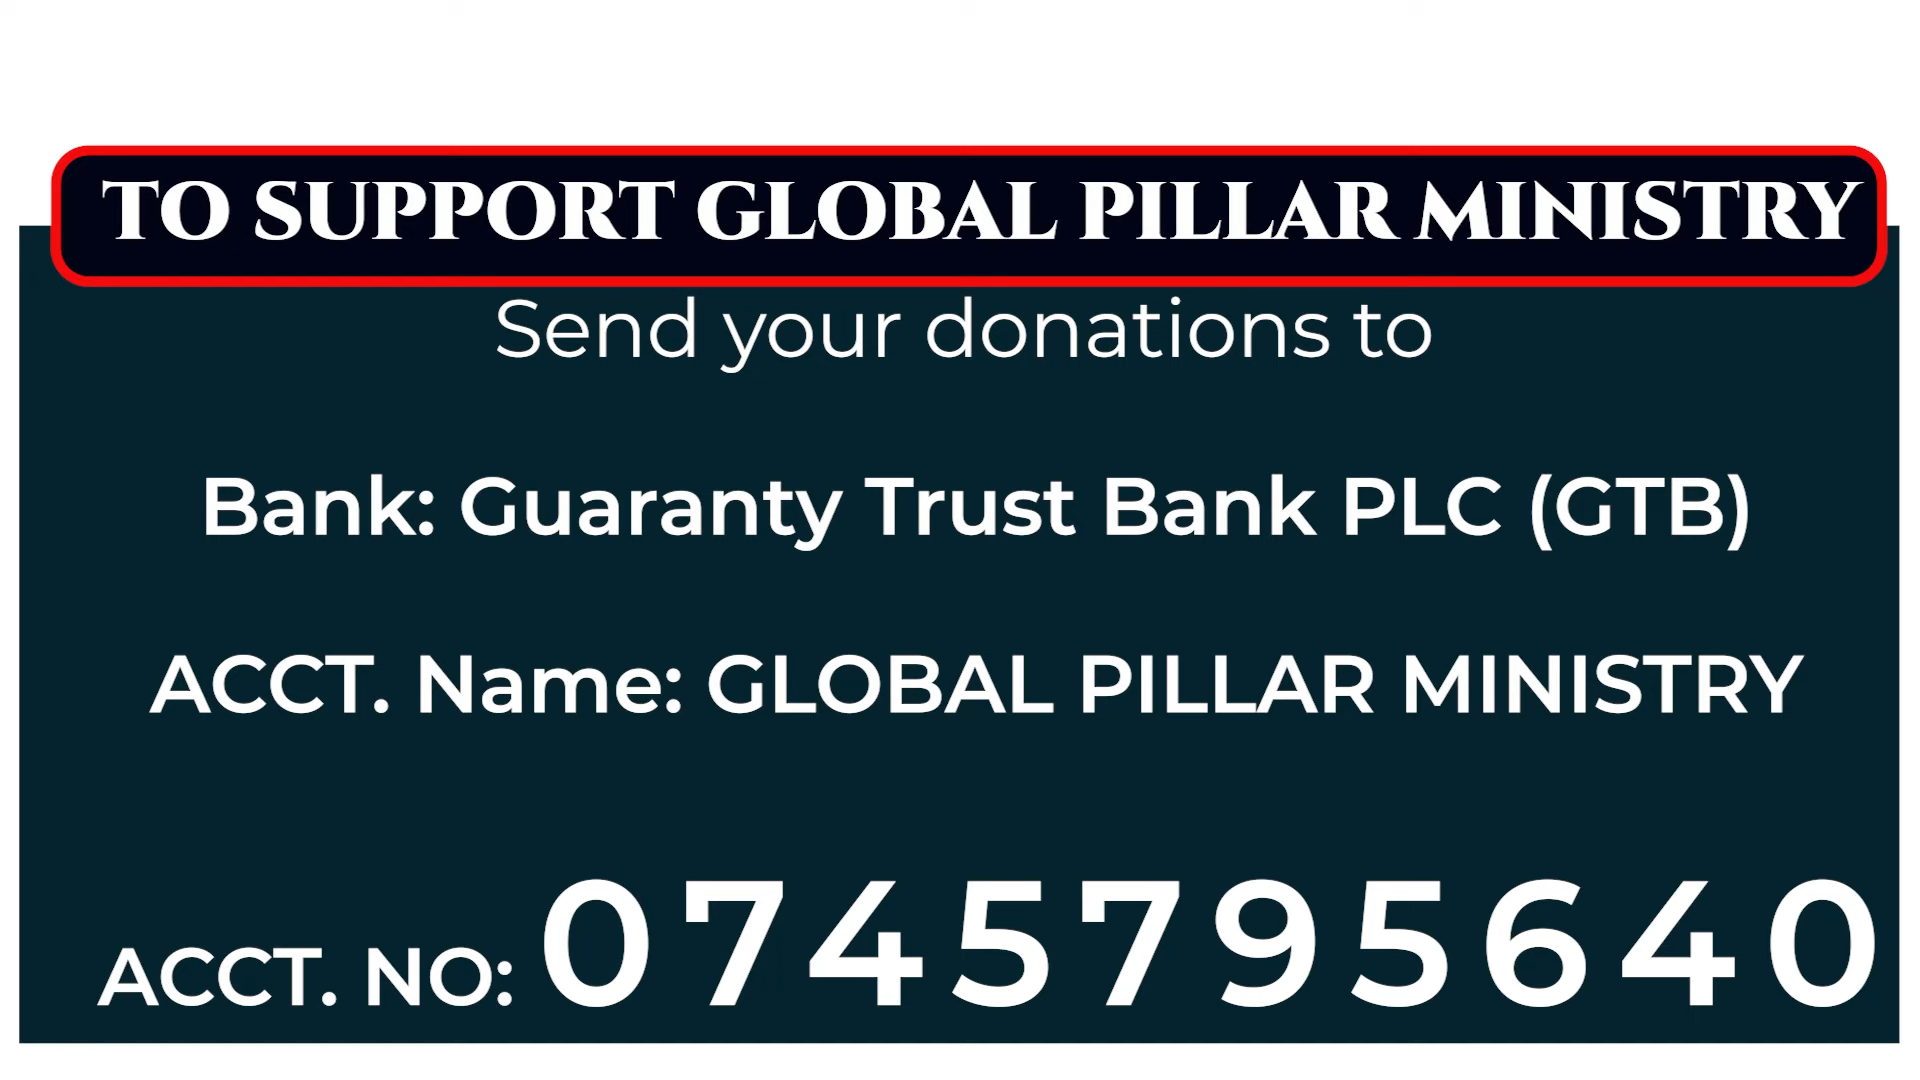 TO SUPPORT GLOBAL PILLAR MINISTRY
Send your donations to
Bank: Guaranty Trust Bank PLC (GTB)
ACCT. Name: GLOBAL PILLAR MINISTRY
ACCT. NO: 0745795640